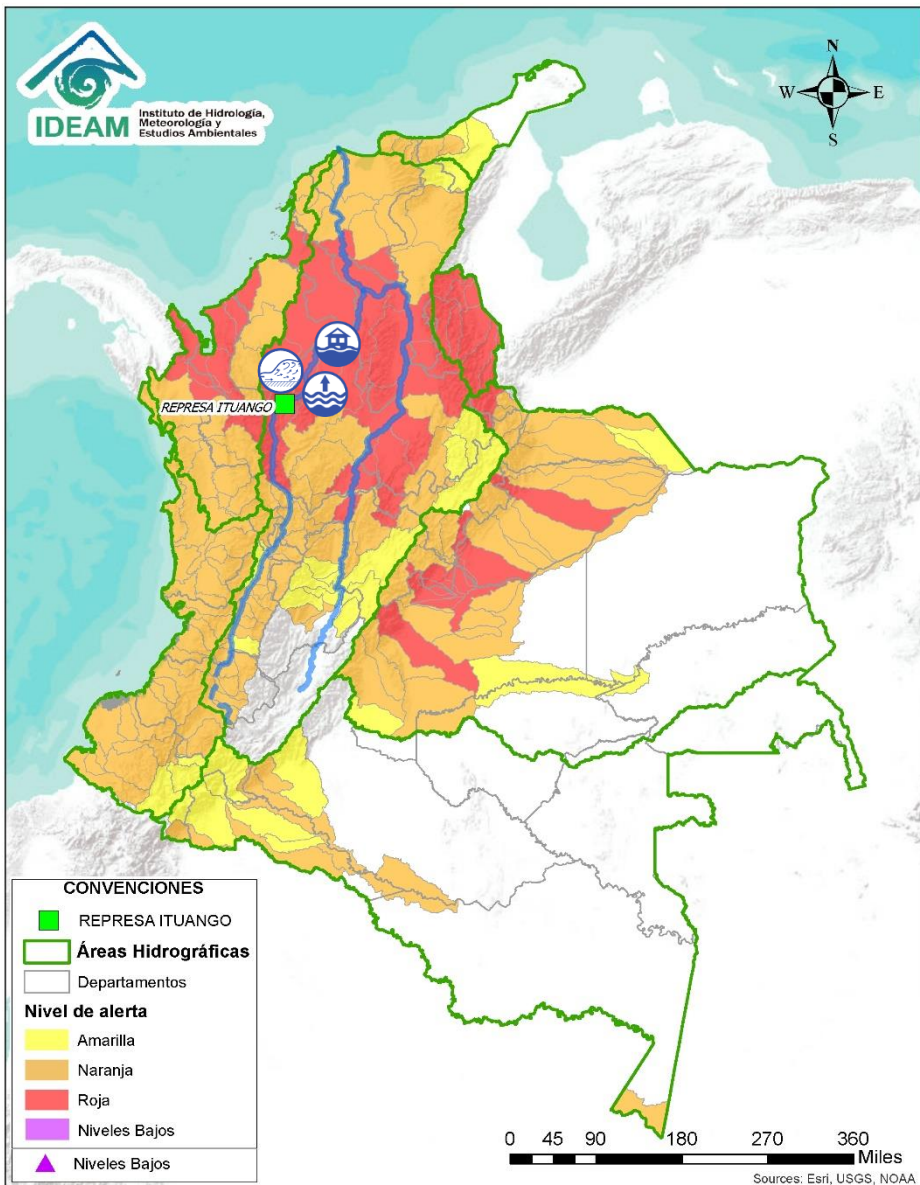 IDEAM
Instituto de Hidrología,
Meteorología y
Estudios Ambientales
N
W E
S
REPRESA ITUANGO
CONVENCIONES
REPRESA ITUANGO
Áreas Hidrográficas
Departamentos
Nivel de alerta
Amarilla
Naranja
Roja
Niveles Bajos
Niveles Bajos
0 45 90 180 270 360
Miles
Sources: Esri, USGS, NOAA